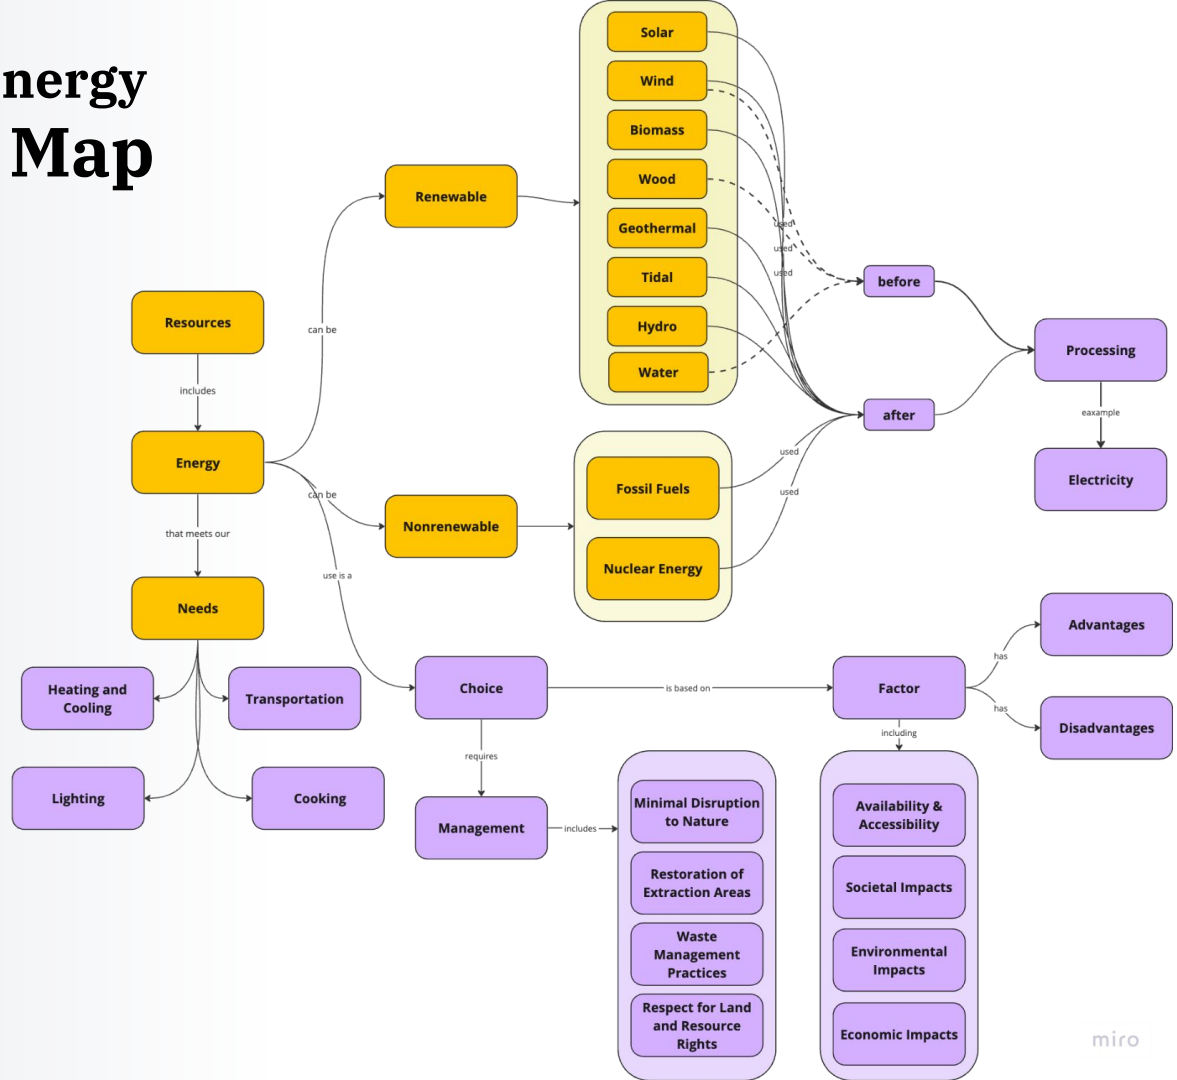 nergy
Map
Solar
Wind
Biomass
Wood
Geothermal
Tidal
Hydro
Water
used
used
used
Renewable
can be
Resources
includes
Energy
that meets our
Needs
can be
use is a
Nonrenewable
Fossil Fuels
Nuclear Energy
used
used
before
after
Processing
eaxample
Electricity
Heating and
Cooling
Transportation
Lighting
Cooking
Choice
is based on
Factor
has
has
Advantages
Disadvantages
requires
Management
includes
including
Minimal Disruption
to Nature
Restoration of
Extraction Areas
Waste
Management
Practices
Respect for Land
and Resource
Rights
Availability &
Accessibility
Societal Impacts
Environmental
Impacts
Economic Impacts
miro